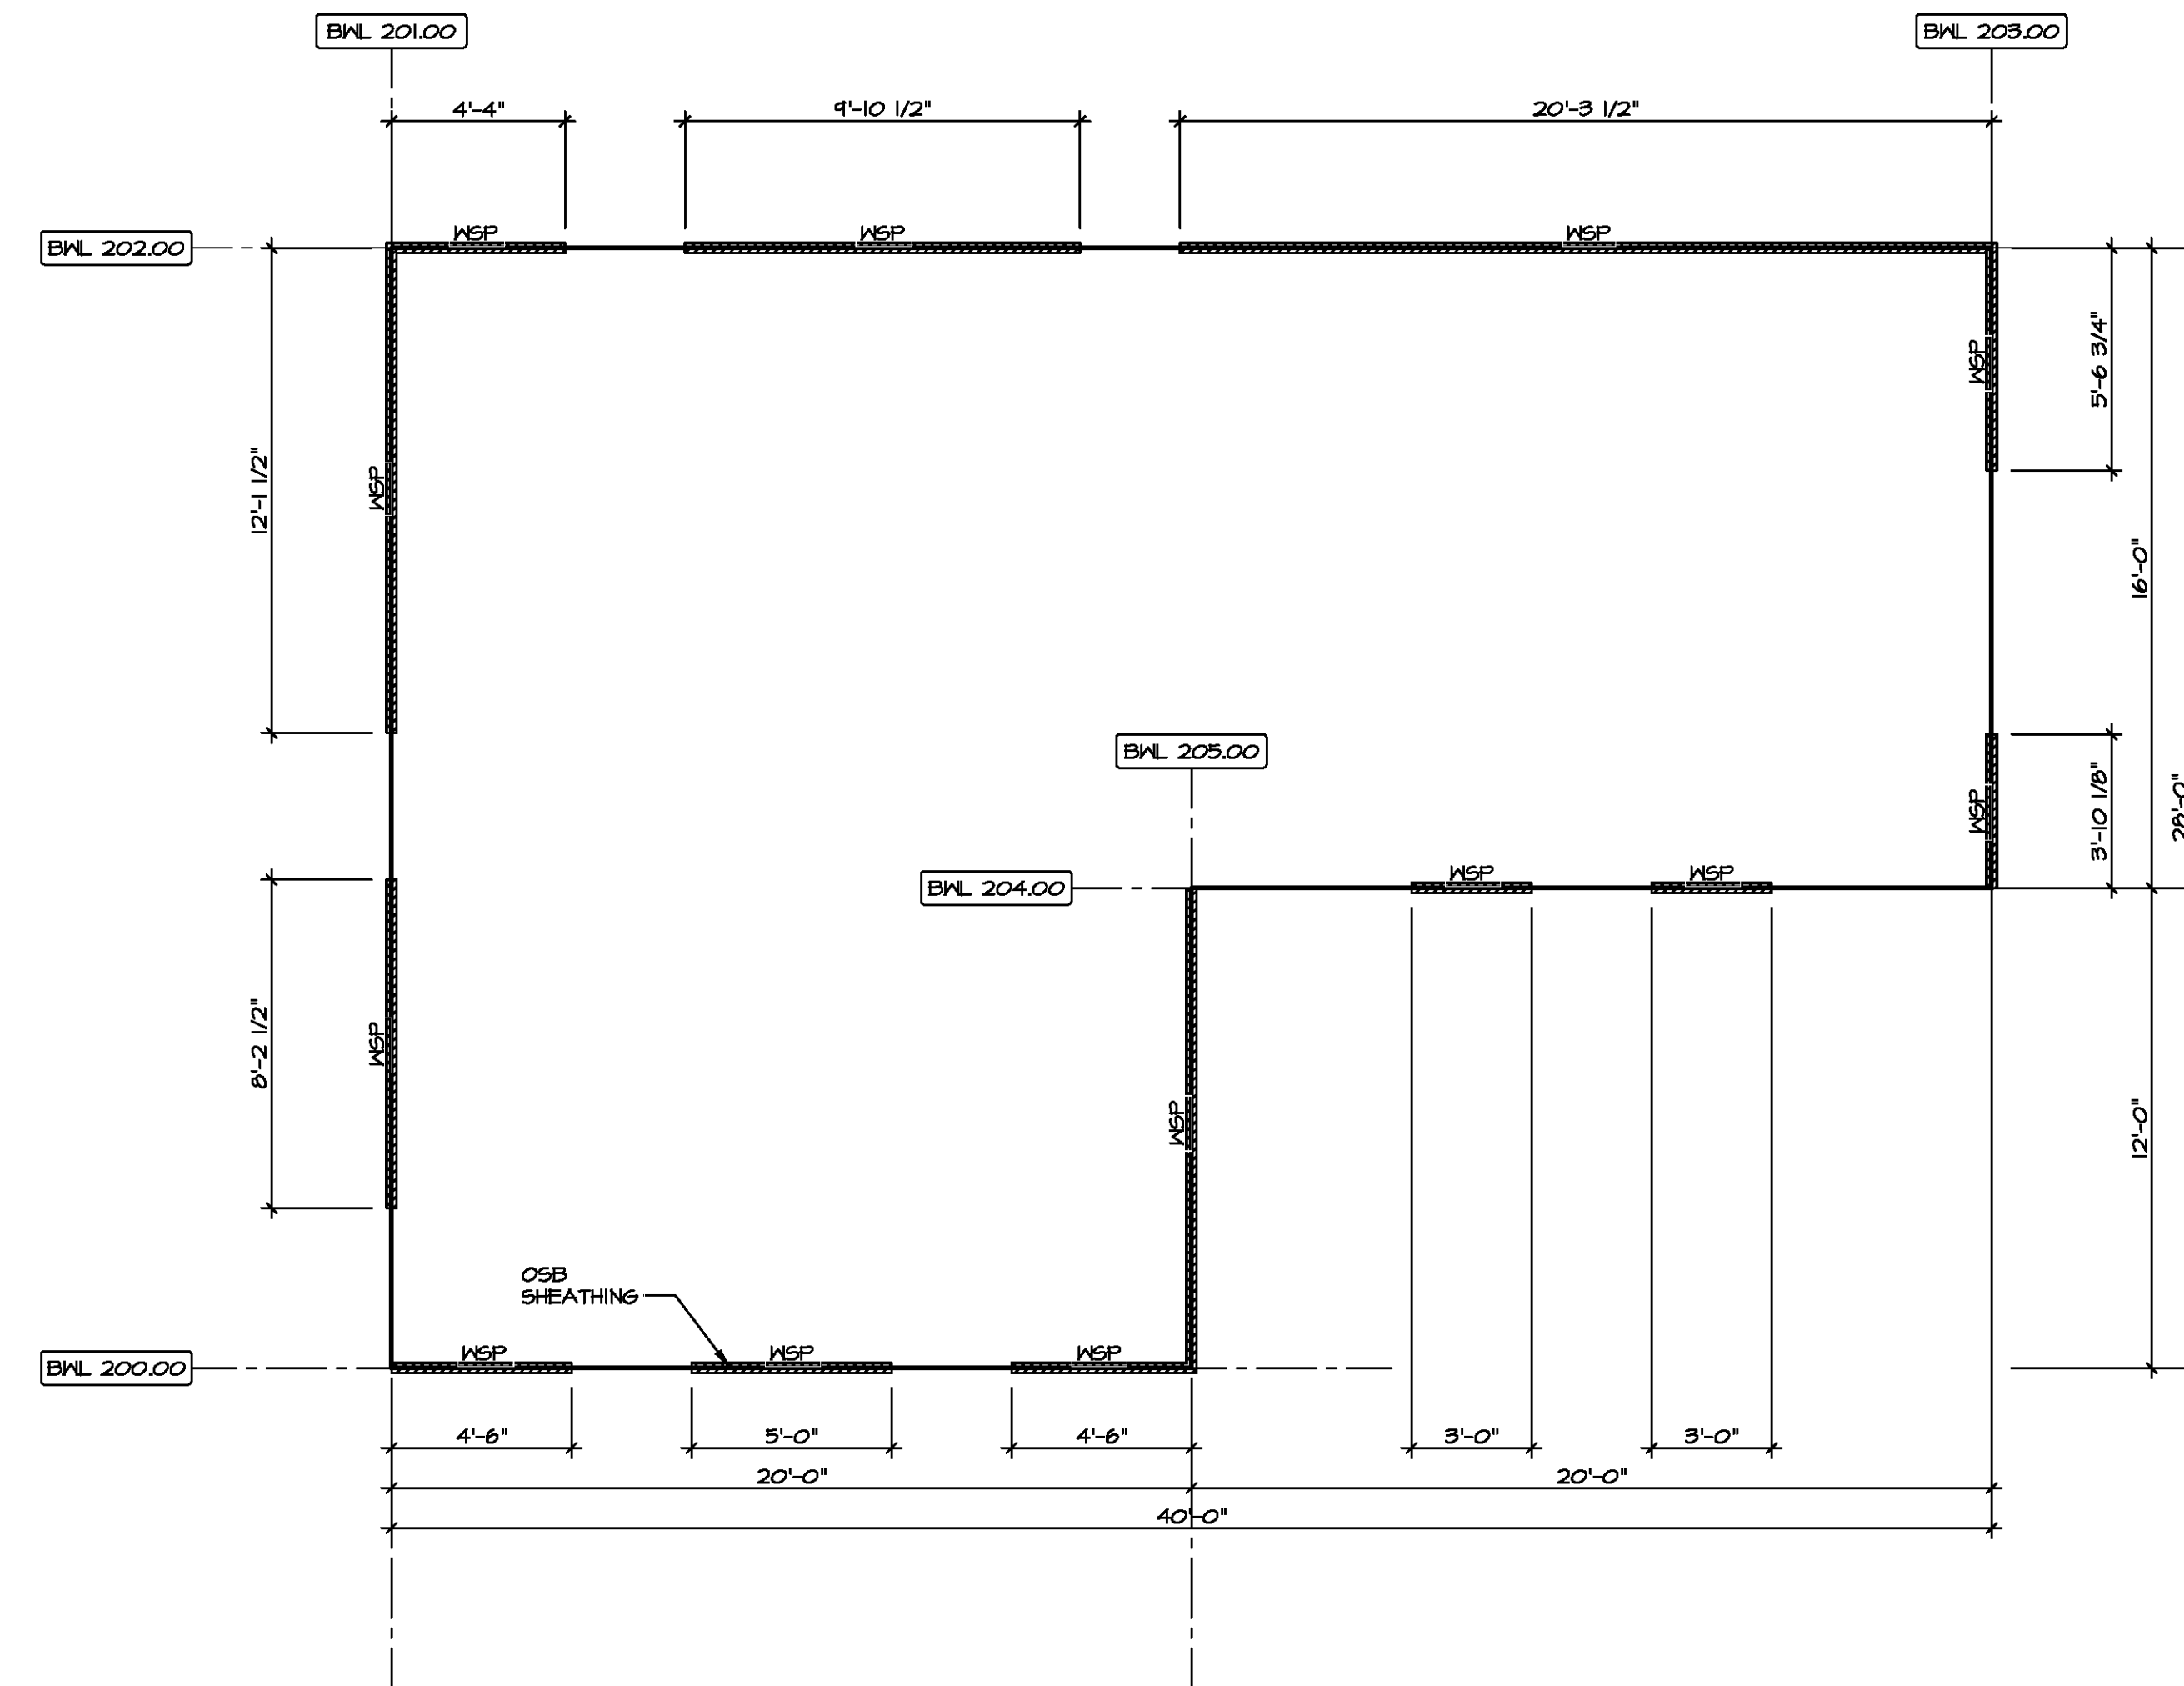 BWL 201.00
BWL 203.00
4'-4"
9'-10 1/2"
20'-3 1/2"
WSP
WSP
WSP
BWL 202.00
5'-6 3/4"
WSP
12'-1 1/2"
WSP
16'-0"
BWL 205.00
28'-0"
3'-10 1/8"
WSP
BWL 204.00
WSP
WSP
8'-2 1/2"
WSP
WSP
12'-0"
OSB
SHEATHING
WSP
WSP
WSP
BWL 200.00
4'-6"
5'-0"
4'-6"
3'-0"
3'-0"
20'-0"
20'-0"
40'-0"